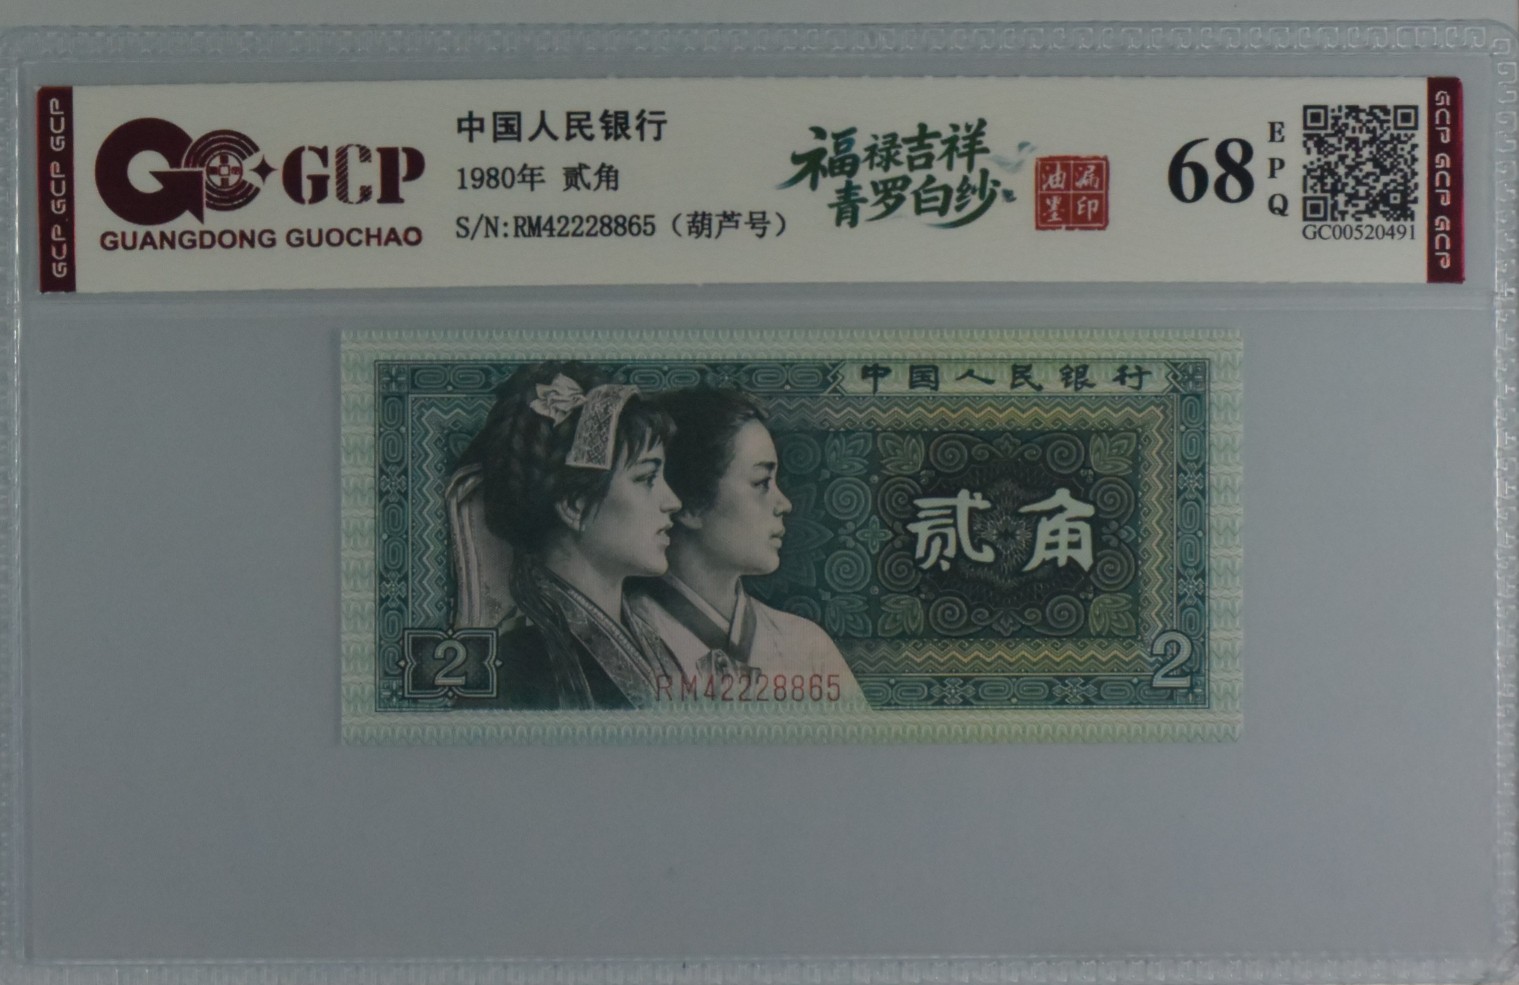 GCP GCP GCP
GCP
GUANGDONG GUOCHAO
中国人民银行
1980年 贰角
S/N:RM42228865（葫芦号）
福禄吉祥
青罗白纱
漏印
油墨
68
EPQ
GC00520491
GCP GCP GCP
中国人民银行
贰角
2
2
RM42228865